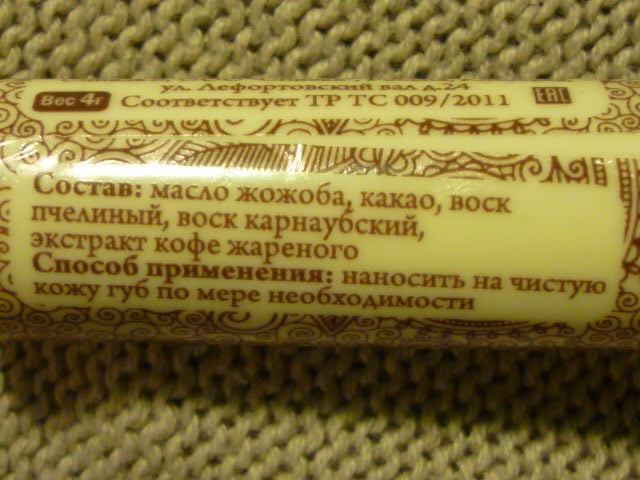 ул. Лефортовский вал д.24
Вес 4г Соответствует ТР ТС 009/2011 EAC
Состав: масло жожоба, какао, воск
пчелиный, воск карнаубский,
экстракт кофе жареного
Способ применения: наносить на чистую
кожу губ по мере необходимости